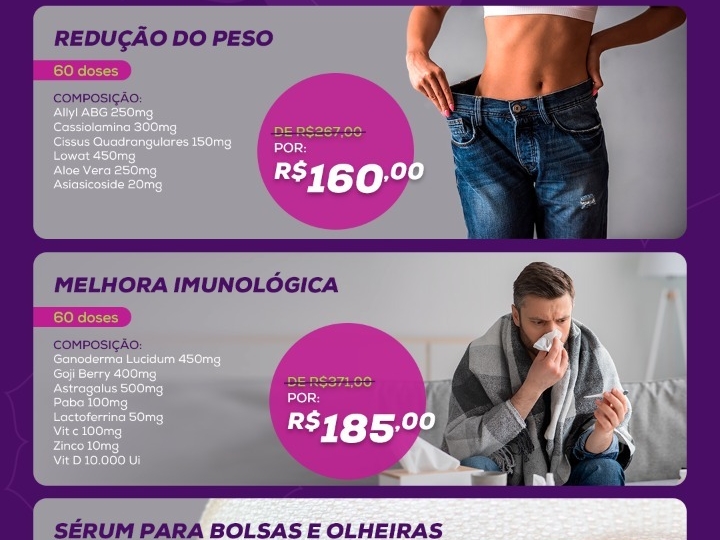 REDUÇÃO DO PESO
60 doses
COMPOSIÇÃO:
Allyl ABG 250mg
Cassiolamina 300mg
Cissus Quadrangulares 150mg
Lowat 450mg
Aloe Vera 250mg
Asiasicoside 20mg
DE R$267,00
POR:
R$160,00
MELHORA IMUNOLÓGICA
60 doses
COMPOSIÇÃO:
Ganoderma Lucidum 450mg
Goji Berry 400mg
Astragalus 500mg
Paba 100mg
Lactoferrina 50mg
Vit c 100mg
Zinco 10mg
Vit D 10.000 Ui
DE R$371,00
POR:
R$185,00
SÉRUM PARA BOLSAS E OLHEIRAS